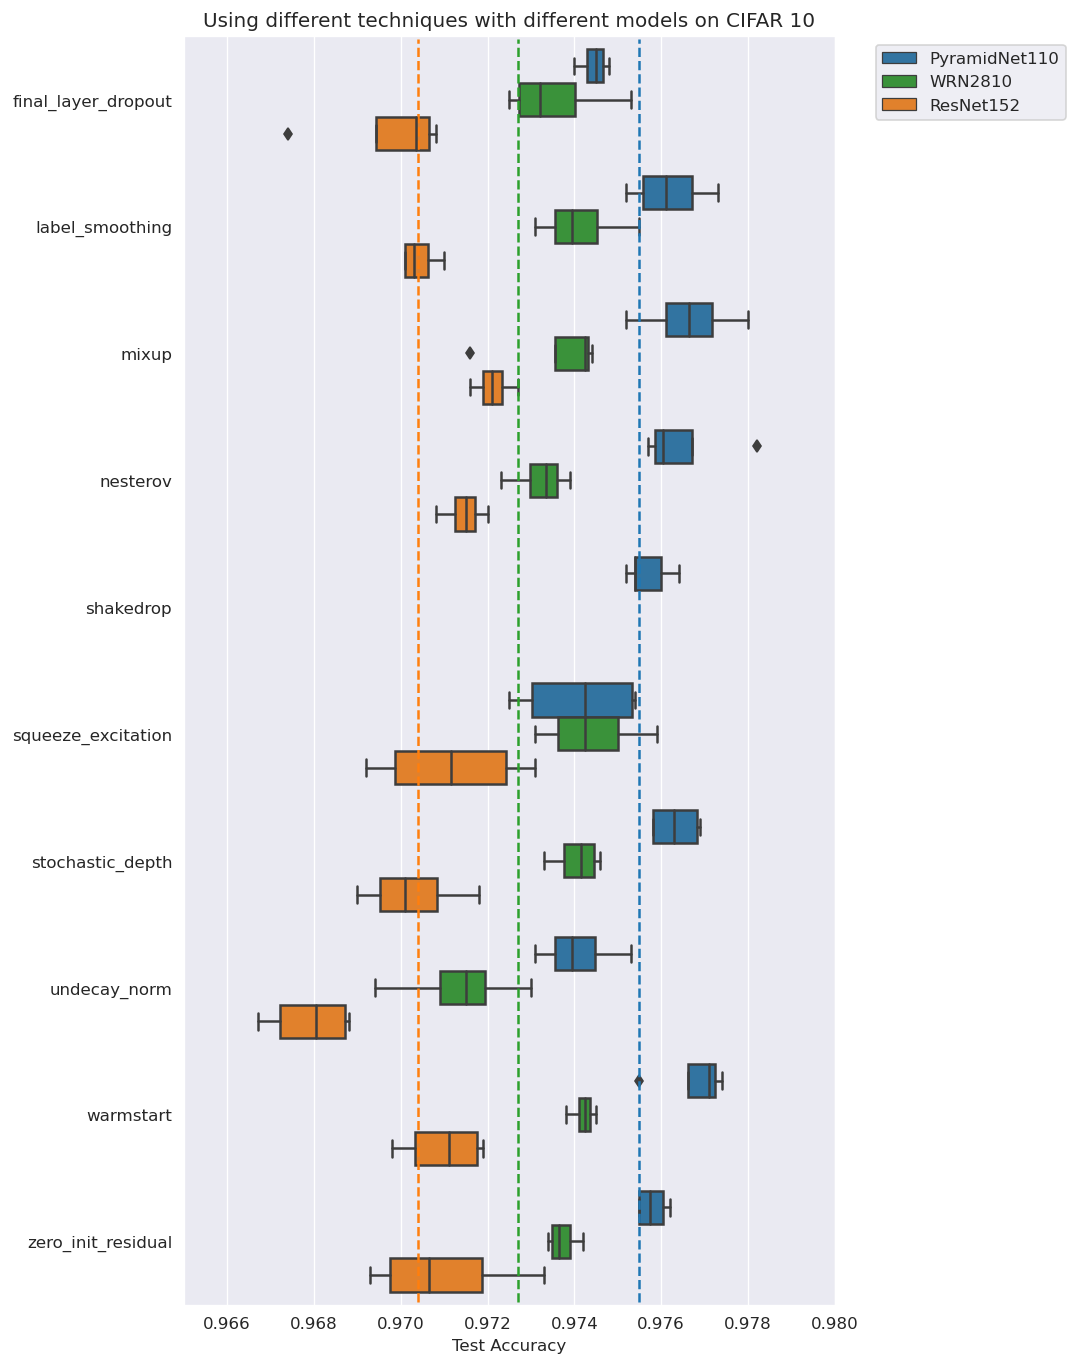 Using different techniques with different models on CIFAR 10
PyramidNet110
WRN2810
ResNet152
final_layer_dropout
label_smoothing
mixup
nesterov
shakedrop
squeeze_excitation
stochastic_depth
undecay_norm
warmstart
zero_init_residual
0.966 0.968 0.970 0.972 0.974 0.976 0.978 0.980
Test Accuracy